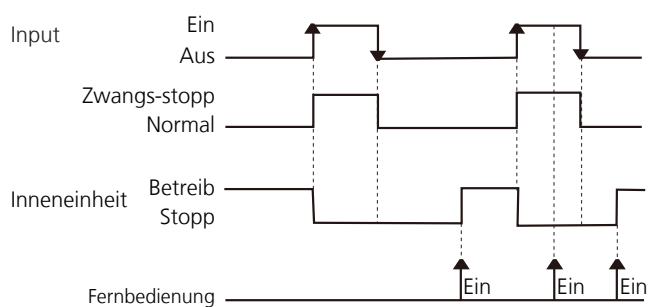 Input
Ein
Aus
Zwangs-stopp
Normal
Inneneinheit
Betreib
Stopp
Fernbedienung
Ein
Ein
Ein